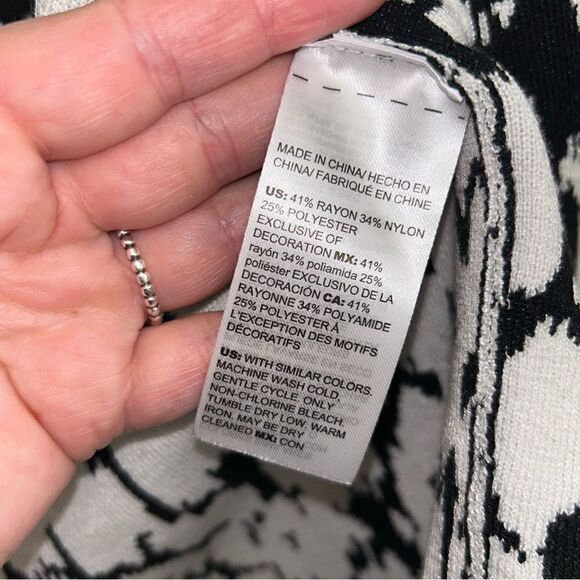 MADE IN CHINA/ HECHO EN
CHINA/ FABRIQUÉ EN CHINE
US: 41% RAYON 34% NYLON
25% POLYESTER
EXCLUSIVE OF
DECORATION MX: 41%
rayón 34% poliamida 25%
poliéster EXCLUSIVO DE LA
DECORACIÓN CA: 41%
RAYONNE 34% POLYAMIDE
25% POLYESTER À
L'EXCEPTION DES MOTIFS
DÉCORATIFS
US: WITH SIMILAR COLORS.
MACHINE WASH COLD.
GENTLE CYCLE. ONLY
NON-CHLORINE BLEACH.
TUMBLE DRY LOW. WARM
IRON. MAY BE DRY
CLEANED MX: CON